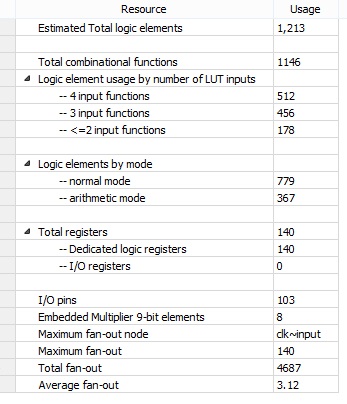 Resource Usage
Estimated Total logic elements 1,213
Total combinational functions 1146
Logic element usage by number of LUT inputs
-- 4 input functions 512
-- 3 input functions 456
-- <=2 input functions 178
Logic elements by mode
-- normal mode 779
-- arithmetic mode 367
Total registers 140
-- Dedicated logic registers 140
-- I/O registers 0
I/O pins 103
Embedded Multiplier 9-bit elements 8
Maximum fan-out node clk~input
Maximum fan-out 140
Total fan-out 4687
Average fan-out 3.12